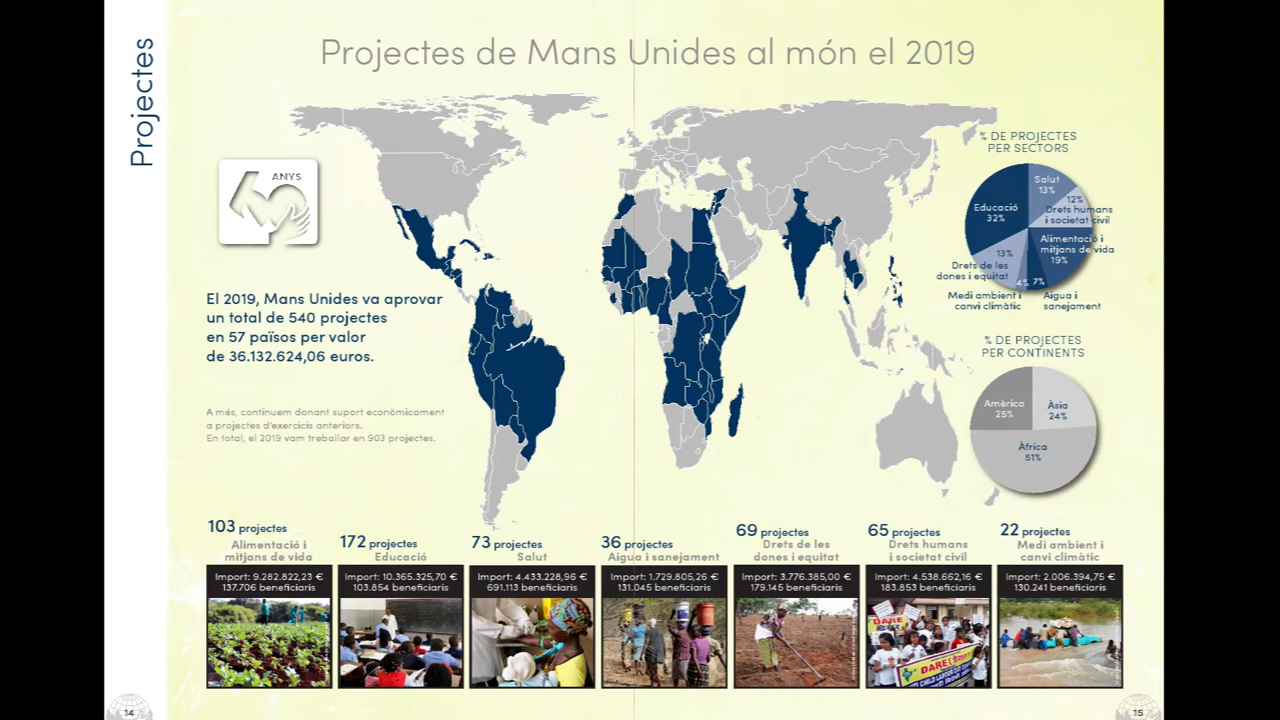 Projectes
Projectes de Mans Unides al món el 2019
ANYS
El 2019, Mans Unides va aprovar
un total de 540 projectes
en 57 països per valor
de 36.132.624,06 euros.
A més, continuem donant suport econòmicament
a projectes d'exercicis anteriors.
En total, el 2019 vam treballar en 903 projectes.
% DE PROJECTES
PER SECTORS
Salut
13%
12%
Drets humans
i societat civil
Educació
32%
Alimentació i
mitjans de vida
19%
13%
Drets de les
dones i equitat
4%
7%
Medi ambient i
canvi climàtic
Aigua i
sanejament
% DE PROJECTES
PER CONTINENTS
Amèrica
25%
Àsia
24%
Àfrica
51%
103 projectes
Alimentació i
mitjans de vida
Import: 9.282.822,23 €
137.706 beneficiaris
172 projectes
Educació
Import: 10.365.325,70 €
103.854 beneficiaris
73 projectes
Salut
Import: 4.433.228,96 €
691.113 beneficiaris
36 projectes
Aigua i sanejament
Import: 1.729.805,26 €
131.045 beneficiaris
69 projectes
Drets de les
dones i equitat
Import: 3.776.385,00 €
179.145 beneficiaris
65 projectes
Drets humans
i societat civil
Import: 4.538.662,16 €
183.853 beneficiaris
DARE
DARE
CHILD LABOUR
22 projectes
Medi ambient i
canvi climàtic
Import: 2.006.394,75 €
130.241 beneficiaris
14
15